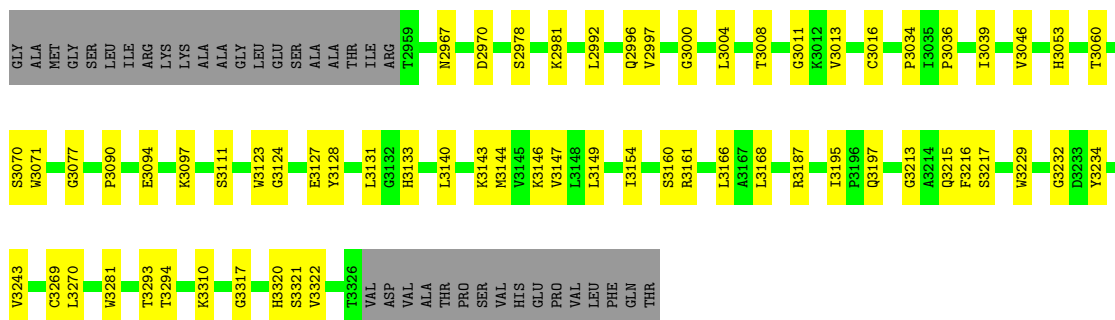 GLY ALA MET GLY SER LEU ILE ARG LYS LYS ALA ALA GLY LEU GLU SER ALA ALA THR ILE ARG T2959 N2967 D2970 S2978 K2981 L2992 Q2996 V2997 G3000 L3004 T3008 G3011 K3012 V3013 C3016 P3034 I3035 P3036 I3039 V3046 H3053 T3060
S3070 W3071 G3077 P3090 E3094 K3097 S3111 W3123 G3124 E3127 Y3128 L3131 G3132 H3133 L3140 K3143 M3144 V3145 K3146 V3147 L3148 L3149 I3154 S3160 R3161 L3166 A3167 L3168 R3187 I3195 P3196 Q3197 G3213 A3214 Q3215 F3216 S3217 W3229 G3232 D3233 Y3234
V3243 C3269 L3270 W3281 T3293 T3294 K3310 G3317 H3320 S3321 V3322 T3326 VAL ASP VAL ALA THR PRO SER VAL HIS GLU PRO VAL LEU PHE GLN THR